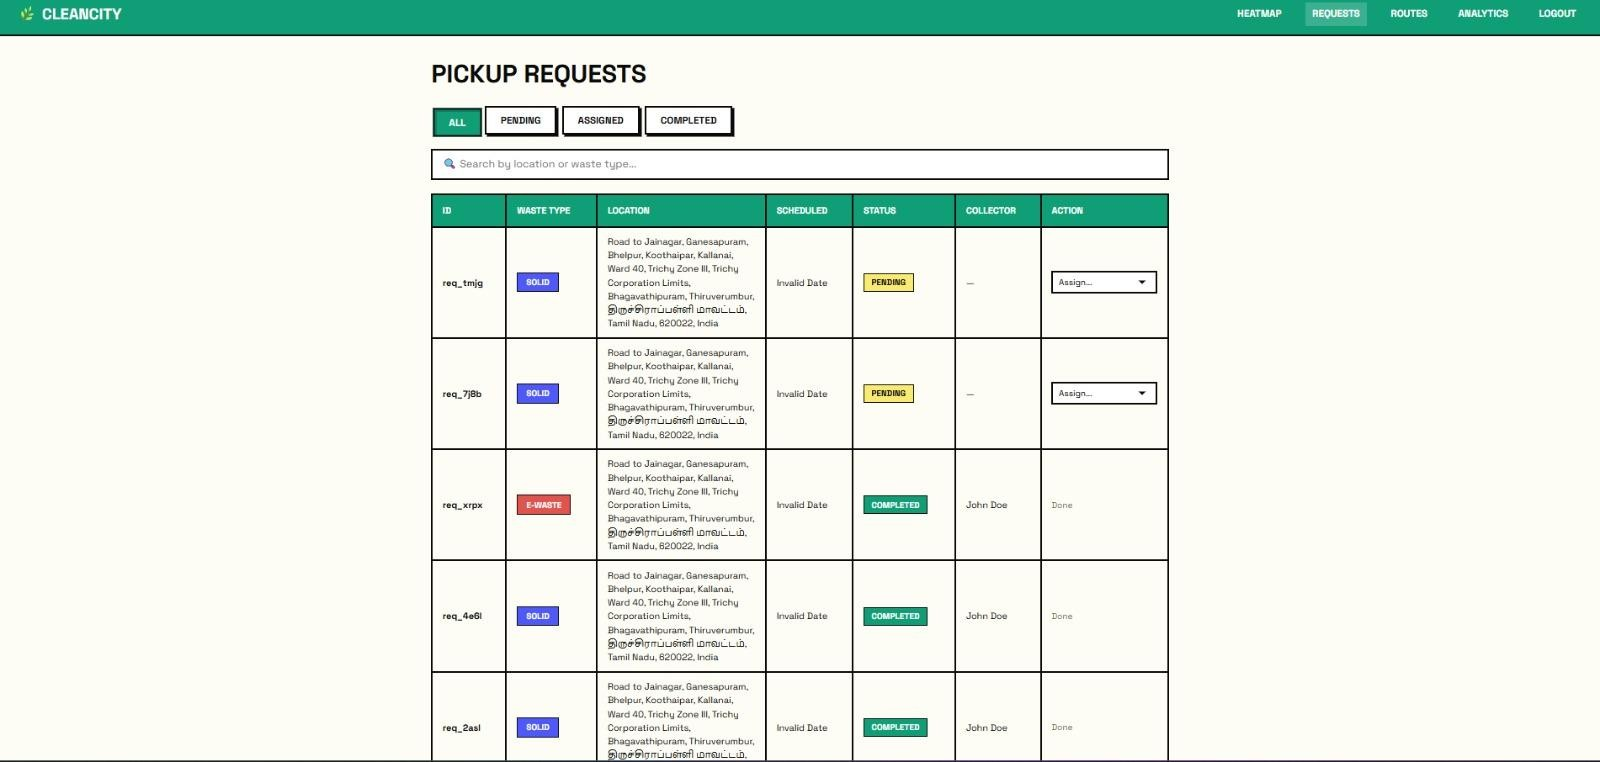 CLEANCITY
HEATMAP REQUESTS ROUTES ANALYTICS LOGOUT
PICKUP REQUESTS
ALL PENDING ASSIGNED COMPLETED
Search by location or waste type...
ID WASTE TYPE LOCATION SCHEDULED STATUS COLLECTOR ACTION
req_tmjg
SOLID
Road to Jainagar, Ganesapuram,
Bhelpur, Koothaipar, Kallanai,
Ward 40, Trichy Zone III, Trichy
Corporation Limits,
Bhagavathipuram, Thiruverumbur,
திருச்சிராப்பள்ளி மாவட்டம்,
Tamil Nadu, 620022, India
Invalid Date
PENDING
—
Assign...
req_7j8b
SOLID
Road to Jainagar, Ganesapuram,
Bhelpur, Koothaipar, Kallanai,
Ward 40, Trichy Zone III, Trichy
Corporation Limits,
Bhagavathipuram, Thiruverumbur,
திருச்சிராப்பள்ளி மாவட்டம்,
Tamil Nadu, 620022, India
Invalid Date
PENDING
—
Assign...
req_xrpx
E-WASTE
Road to Jainagar, Ganesapuram,
Bhelpur, Koothaipar, Kallanai,
Ward 40, Trichy Zone III, Trichy
Corporation Limits,
Bhagavathipuram, Thiruverumbur,
திருச்சிராப்பள்ளி மாவட்டம்,
Tamil Nadu, 620022, India
Invalid Date
COMPLETED
John Doe
Done
req_4e6l
SOLID
Road to Jainagar, Ganesapuram,
Bhelpur, Koothaipar, Kallanai,
Ward 40, Trichy Zone III, Trichy
Corporation Limits,
Bhagavathipuram, Thiruverumbur,
திருச்சிராப்பள்ளி மாவட்டம்,
Tamil Nadu, 620022, India
Invalid Date
COMPLETED
John Doe
Done
req_2asl
SOLID
Road to Jainagar, Ganesapuram,
Bhelpur, Koothaipar, Kallanai,
Ward 40, Trichy Zone III, Trichy
Corporation Limits,
Bhagavathipuram, Thiruverumbur,
திருச்சிராப்பள்ளி மாவட்டம்,
Invalid Date
COMPLETED
John Doe
Done